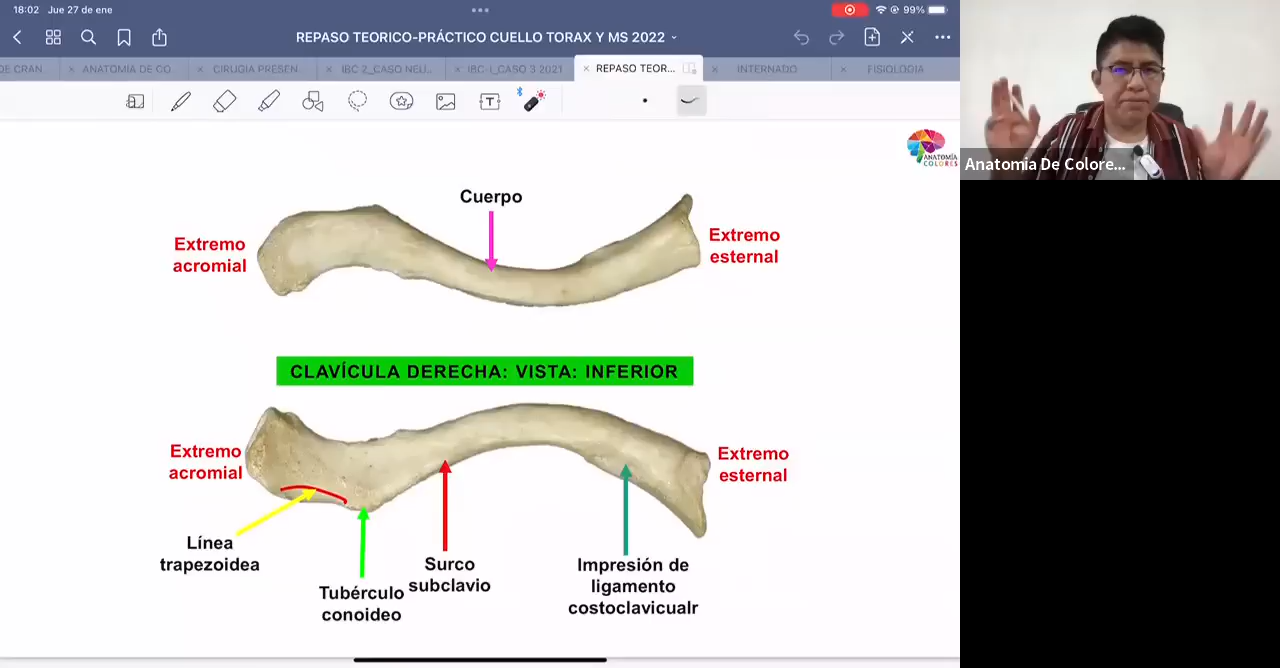 18:02 Jue 27 de ene
99%
REPASO TEORICO-PRÁCTICO CUELLO TORAX Y MS 2022
DE CRAN
ANATOMIA DE CO
CIRUGIA PRESEN
IBC 2_CASO NEU...
IBC-I_CASO 3 2021
REPASO TEOR...
INTERNADO
FISIOLOGIA
T
ANATOMÍA
COLORES
Anatomia De Colore...
Cuerpo
Extremo
acromial
Extremo
esternal
CLAVÍCULA DERECHA: VISTA: INFERIOR
Extremo
acromial
Extremo
esternal
Línea
trapezoidea
Tubérculo
conoideo
Surco
subclavio
Impresión de
ligamento
costoclavicualr